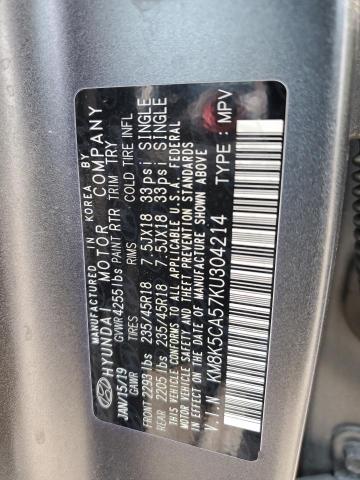 MANUFACTURED IN KOREA BY
HYUNDAI MOTOR COMPANY
JAN/15/19 GVWR 4255lbs PAINT RTR TRIM TRY
GAWR TIRES RIMS COLD TIRE INFL
FRONT 2293 lbs 235/45R18 7.5JX18 33psi SINGLE
REAR 2205 lbs 235/45R18 7.5JX18 33psi SINGLE
THIS VEHICLE CONFORMS TO ALL APPLICABLE U.S.A. FEDERAL
MOTOR VEHICLE SAFETY, BUMPER, AND THEFT PREVENTION STANDARDS
IN EFFECT ON THE DATE OF MANUFACTURE SHOWN ABOVE.
V.I.N KM8K5CA57KU304214 TYPE : MPV